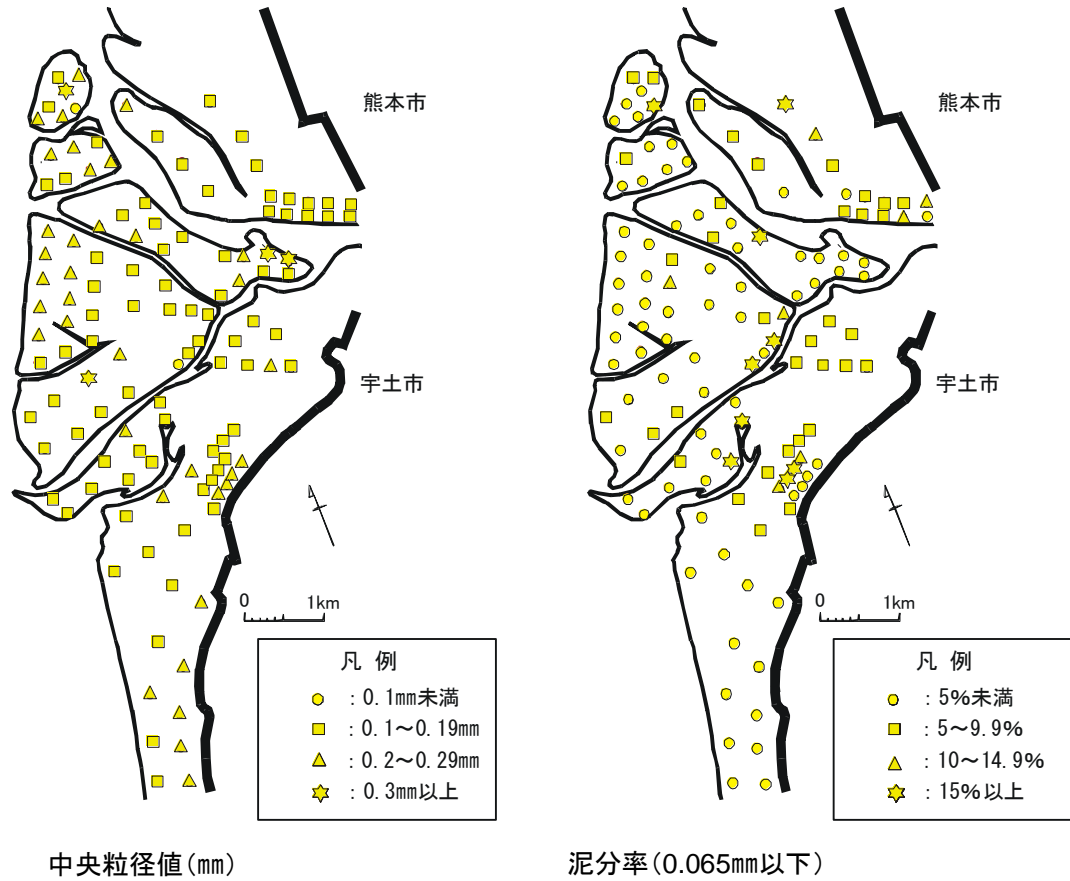 熊本市
宇土市
0 1km
凡 例
：0.1mm未満
：0.1～0.19mm
：0.2～0.29mm
：0.3mm以上
中央粒径値(㎜)
熊本市
宇土市
0 1km
凡 例
：5%未満
：5～9.9%
：10～14.9%
：15%以上
泥分率(0.065㎜以下)